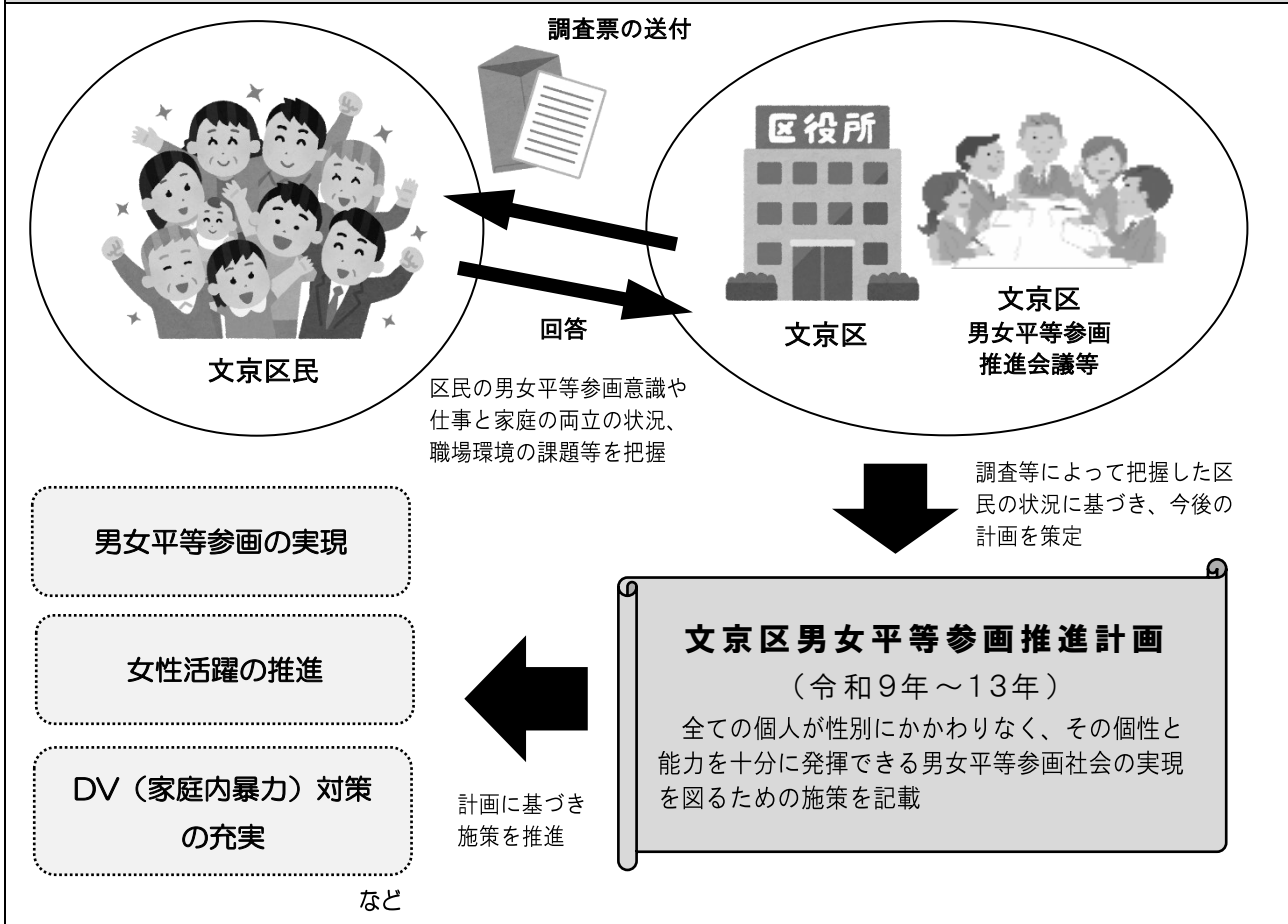 調査票の送付
区役所
文京区民
回答
区民の男女平等参画意識や
仕事と家庭の両立の状況、
職場環境の課題等を把握
文京区
文京区
男女平等参画
推進会議等
調査等によって把握した区
民の状況に基づき、今後の
計画を策定
文京区男女平等参画推進計画
（令和9年～13年）
全ての個人が性別にかかわりなく、その個性と
能力を十分に発揮できる男女平等参画社会の実現
を図るための施策を記載
計画に基づき
施策を推進
男女平等参画の実現
女性活躍の推進
DV（家庭内暴力）対策
の充実
など